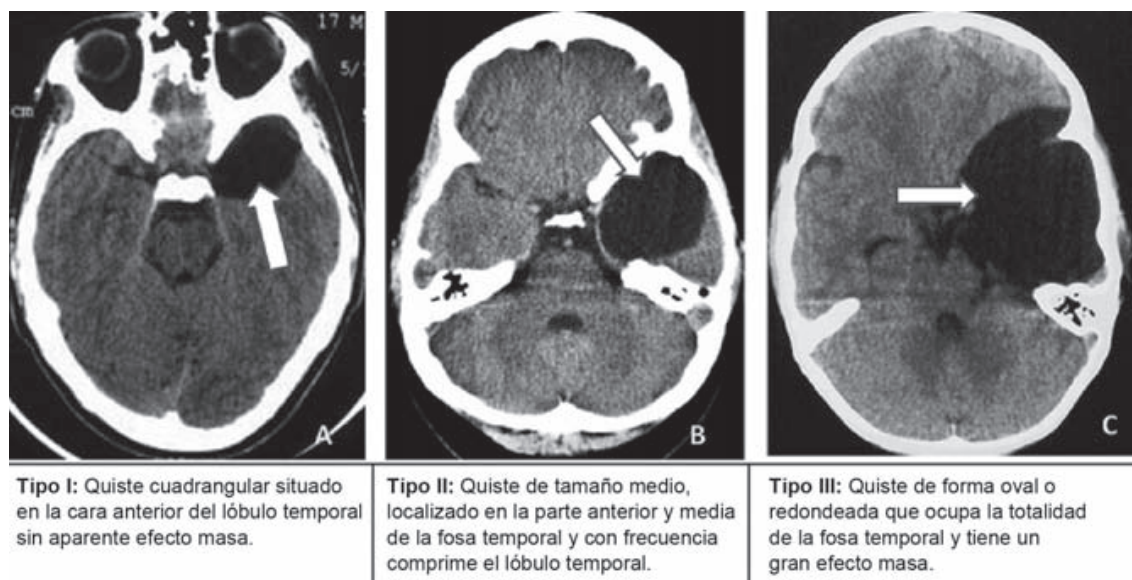 17 M
5/
cm
A
B
C
Tipo I: Quiste cuadrangular situado
en la cara anterior del lóbulo temporal
sin aparente efecto masa.
Tipo II: Quiste de tamaño medio,
localizado en la parte anterior y media
de la fosa temporal y con frecuencia
comprime el lóbulo temporal.
Tipo III: Quiste de forma oval o
redondeada que ocupa la totalidad
de la fosa temporal y tiene un
gran efecto masa.